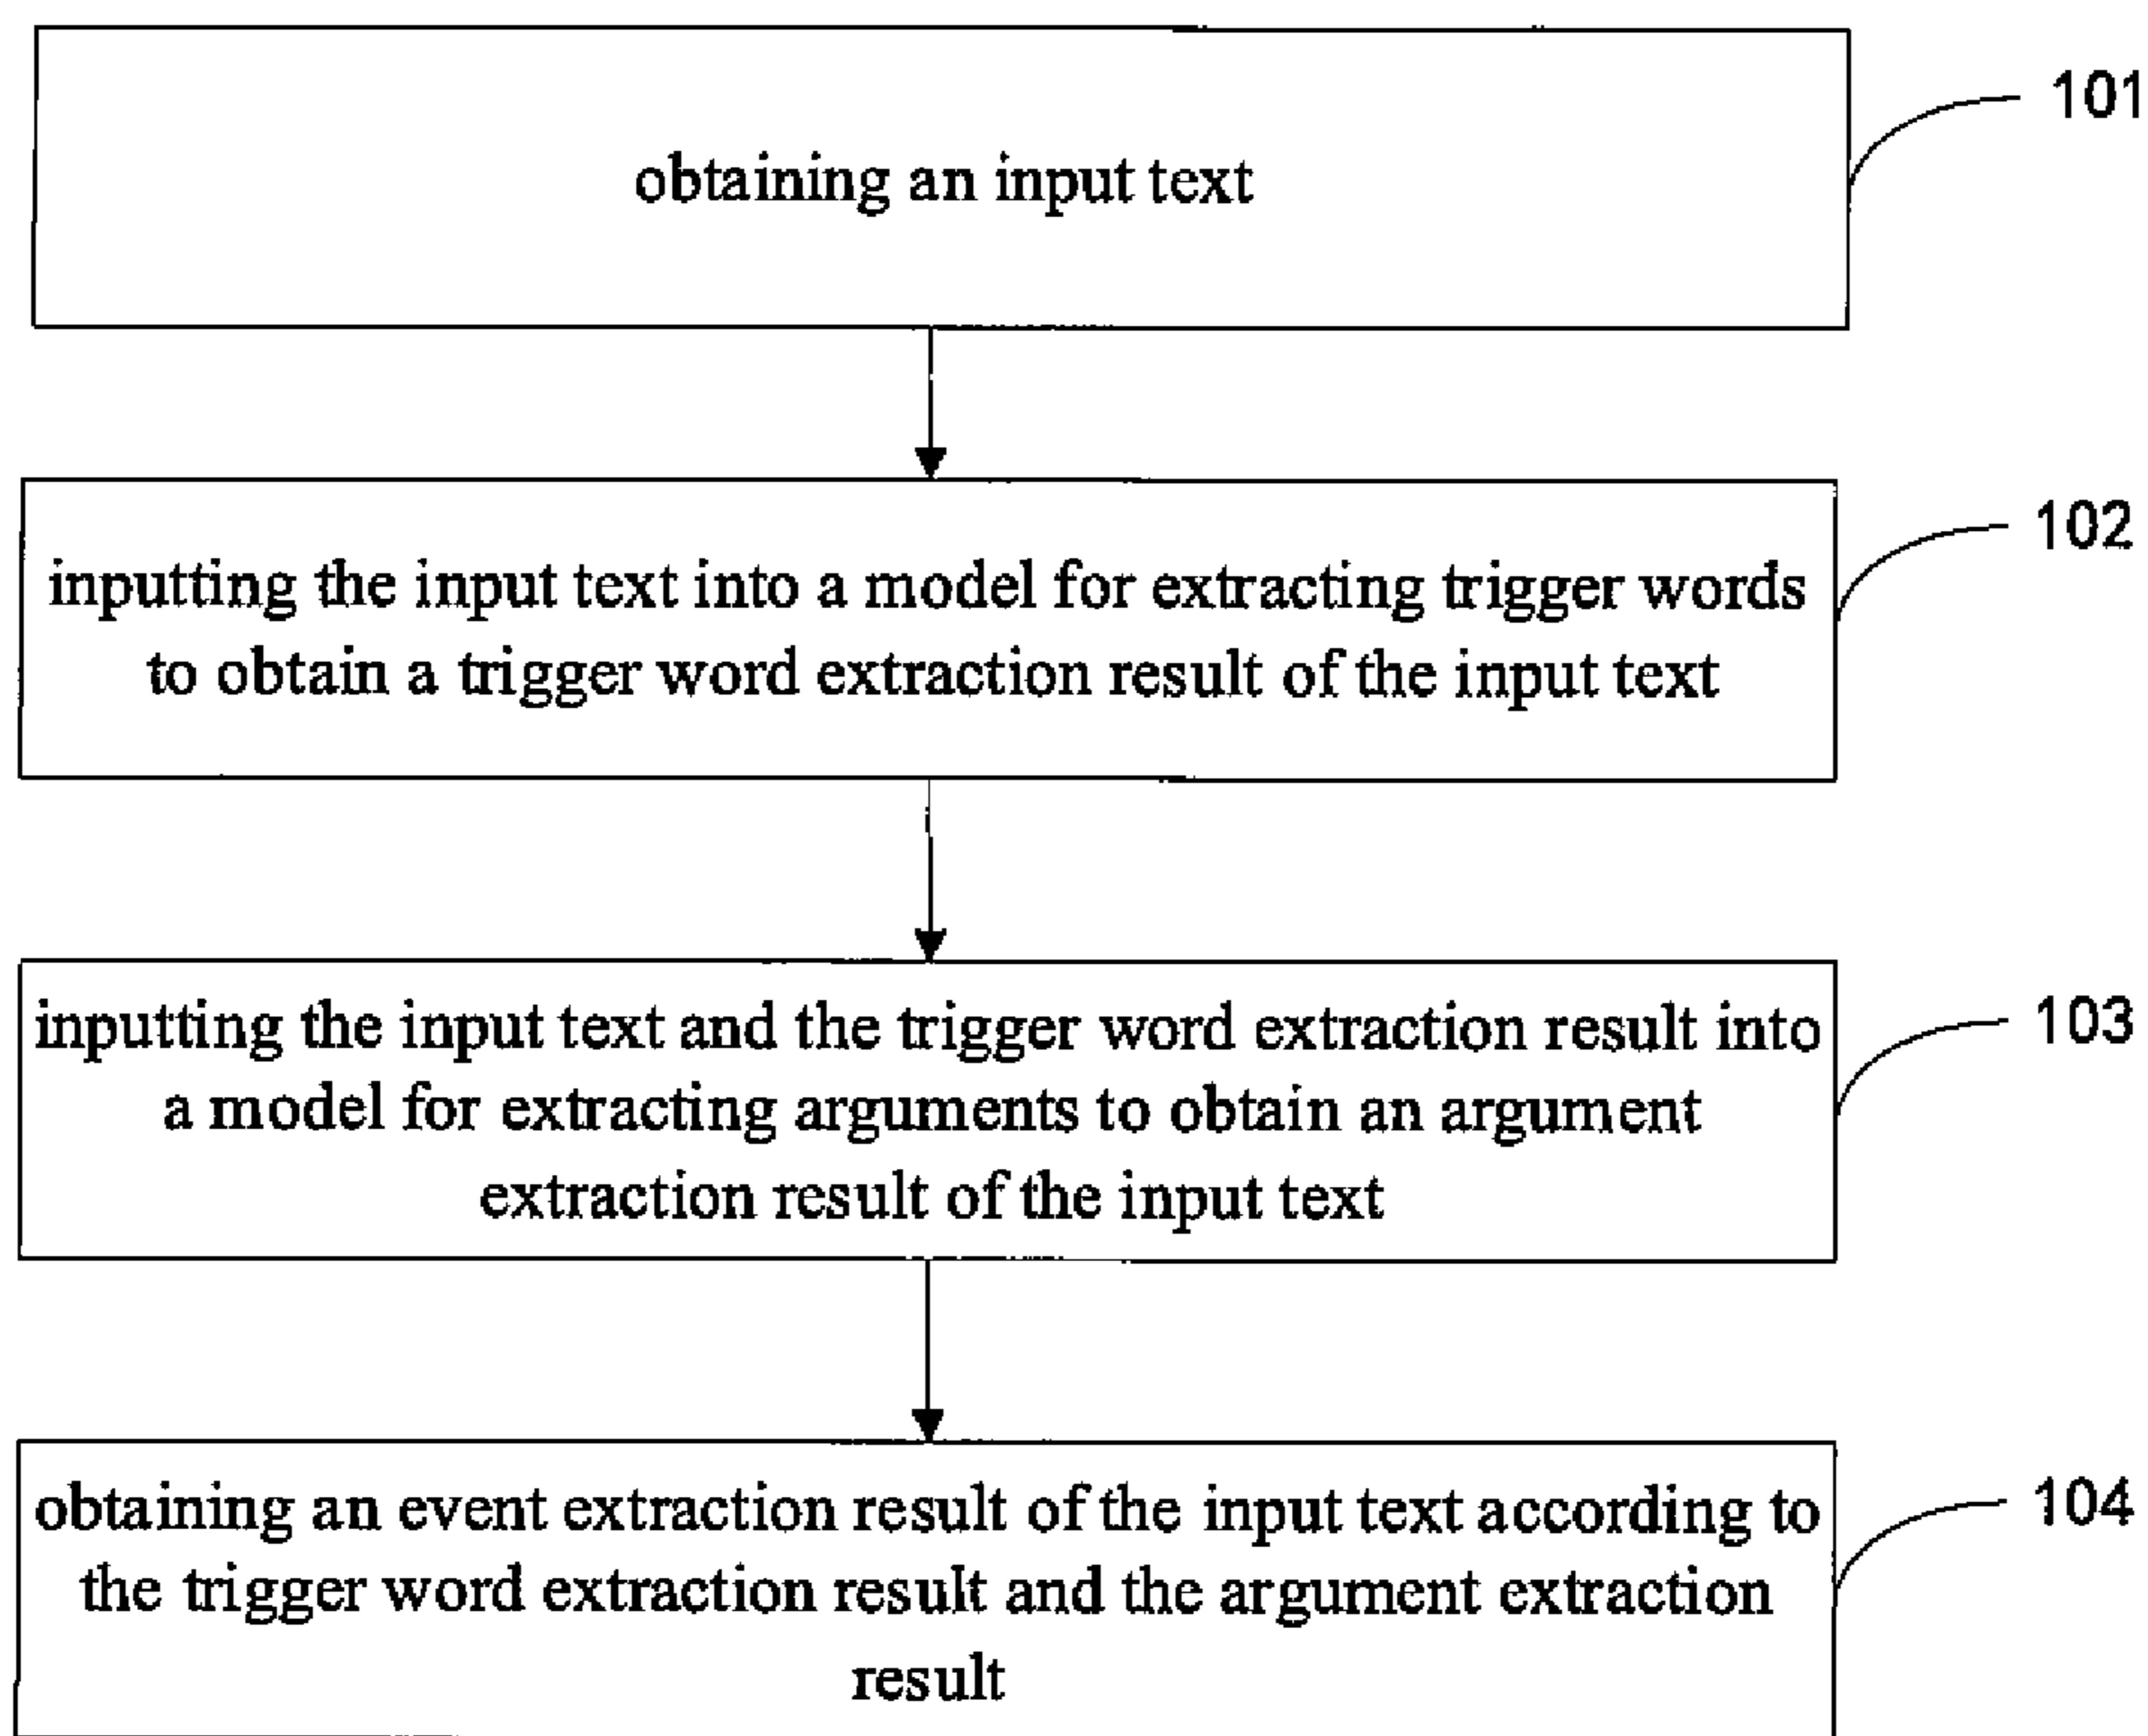 obtaining an input text
101
inputting the input text into a model for extracting trigger words
to obtain a trigger word extraction result of the input text
102
inputting the input text and the trigger word extraction result into
a model for extracting arguments to obtain an argument
extraction result of the input text
103
obtaining an event extraction result of the input text according to
the trigger word extraction result and the argument extraction
result
104